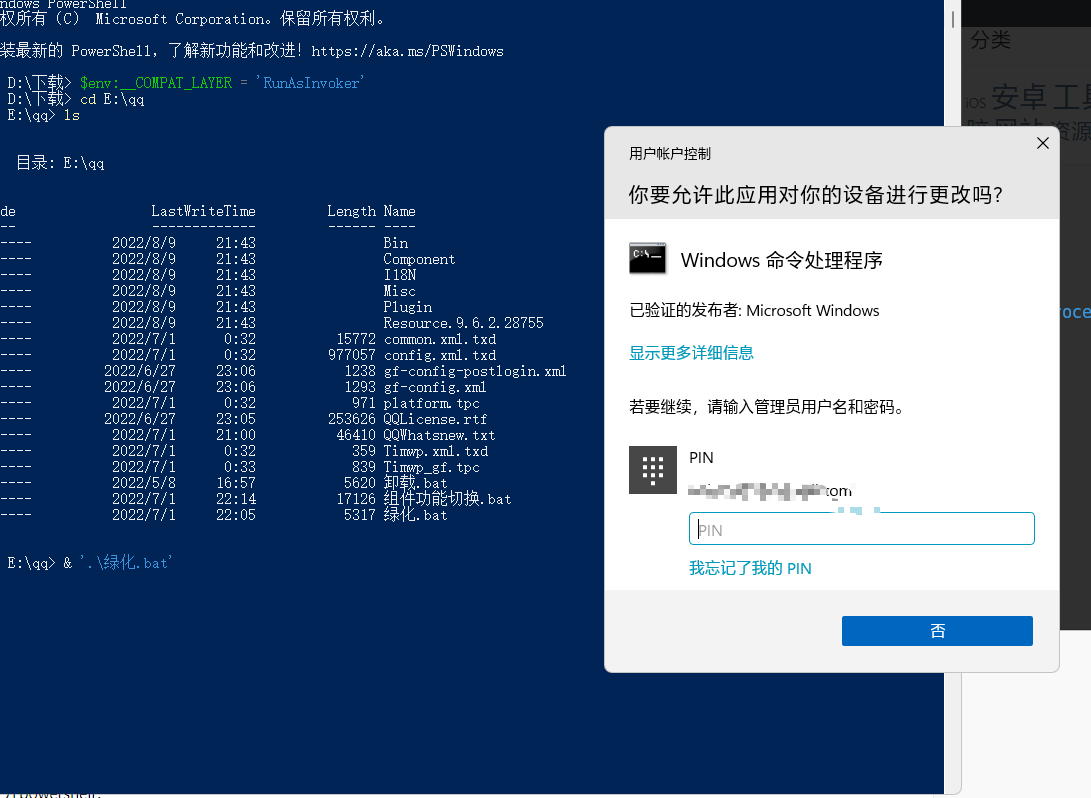 ndows PowerShell
权所有 (C) Microsoft Corporation。保留所有权利。
装最新的 PowerShell，了解新功能和改进！https://aka.ms/PSWindows
D:\下载> $env:__COMPAT_LAYER = 'RunAsInvoker'
D:\下载> cd E:\qq
E:\qq> ls
目录: E:\qq
de LastWriteTime Length Name
-- ------------- ------ ----
---- 2022/8/9 21:43 Bin
---- 2022/8/9 21:43 Component
---- 2022/8/9 21:43 I18N
---- 2022/8/9 21:43 Misc
---- 2022/8/9 21:43 Plugin
---- 2022/8/9 21:43 Resource.9.6.2.28755
---- 2022/7/1 0:32 15772 common.xml.txd
---- 2022/7/1 0:32 977057 config.xml.txd
---- 2022/6/27 23:06 1238 gf-config-postlogin.xml
---- 2022/6/27 23:06 1293 gf-config.xml
---- 2022/7/1 0:32 971 platform.tpc
---- 2022/6/27 23:05 253626 QQLicense.rtf
---- 2022/7/1 21:00 46410 QQWhatsnew.txt
---- 2022/7/1 0:32 359 Timwp.xml.txd
---- 2022/7/1 0:33 839 Timwp_gf.tpc
---- 2022/5/8 16:57 5620 卸载.bat
---- 2022/7/1 22:14 17126 组件功能切换.bat
---- 2022/7/1 22:05 5317 绿化.bat
E:\qq> & '.\绿化.bat'
用户帐户控制
你要允许此应用对你的设备进行更改吗?
C:\
Windows 命令处理程序
已验证的发布者: Microsoft Windows
显示更多详细信息
若要继续，请输入管理员用户名和密码。
PIN
PIN
我忘记了我的 PIN
否
分类
ios 安卓 工具
网站 资源
roce